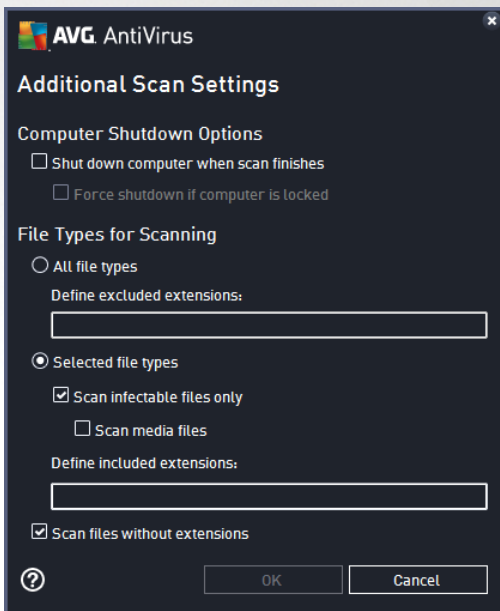 AVG. AntiVirus
Additional Scan Settings
Computer Shutdown Options
Shut down computer when scan finishes
Force shutdown if computer is locked
File Types for Scanning
All file types
Define excluded extensions:
Selected file types
Scan infectable files only
Scan media files
Define included extensions:
Scan files without extensions
OK Cancel